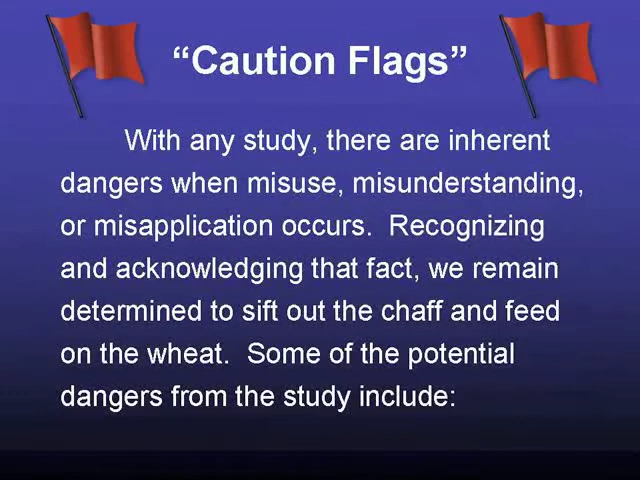 “Caution Flags”
With any study, there are inherent
dangers when misuse, misunderstanding,
or misapplication occurs.  Recognizing
and acknowledging that fact, we remain
determined to sift out the chaff and feed
on the wheat.  Some of the potential
dangers from the study include: